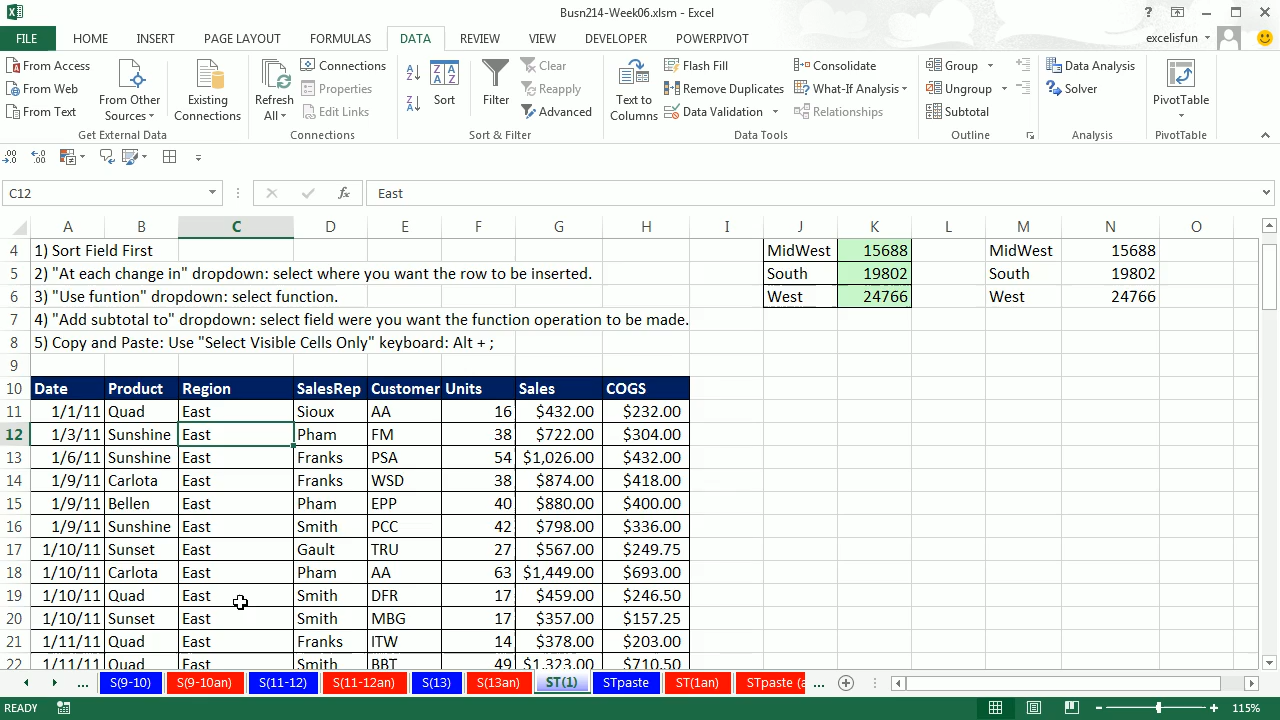 Busn214-Week06.xlsm - Excel
FILE HOME INSERT PAGE LAYOUT FORMULAS DATA REVIEW VIEW DEVELOPER POWERPIVOT excelisfun
From Access
From Web
From Text
From Other Sources
Get External Data
Existing Connections
Refresh All
Connections
Properties
Edit Links
Connections
Sort
Filter
Clear
Reapply
Advanced
Sort & Filter
Text to Columns
Flash Fill
Remove Duplicates
Data Validation
Consolidate
What-If Analysis
Relationships
Data Tools
Group
Ungroup
Subtotal
Outline
Data Analysis
Solver
Analysis
PivotTable
PivotTable
C12 fx East
A B C D E F G H I J K L M N O
4 1) Sort Field First MidWest 15688 MidWest 15688
5 2) "At each change in" dropdown: select where you want the row to be inserted. South 19802 South 19802
6 3) "Use funtion" dropdown: select function. West 24766 West 24766
7 4) "Add subtotal to" dropdown: select field were you want the function operation to be made.
8 5) Copy and Paste: Use "Select Visible Cells Only" keyboard: Alt + ;
9
10 Date Product Region SalesRep Customer Units Sales COGS
11 1/1/11 Quad East Sioux AA 16 $432.00 $232.00
12 1/3/11 Sunshine East Pham FM 38 $722.00 $304.00
13 1/6/11 Sunshine East Franks PSA 54 $1,026.00 $432.00
14 1/9/11 Carlota East Franks WSD 38 $874.00 $418.00
15 1/9/11 Bellen East Pham EPP 40 $880.00 $400.00
16 1/9/11 Sunshine East Smith PCC 42 $798.00 $336.00
17 1/10/11 Sunset East Gault TRU 27 $567.00 $249.75
18 1/10/11 Carlota East Pham AA 63 $1,449.00 $693.00
19 1/10/11 Quad East Smith DFR 17 $459.00 $246.50
20 1/10/11 Sunset East Smith MBG 17 $357.00 $157.25
21 1/11/11 Quad East Franks ITW 14 $378.00 $203.00
22 1/11/11 Quad East Smith BBT 49 $1,323.00 $710.50
... S(9-10) S(9-10an) S(11-12) S(11-12an) S(13) S(13an) ST(1) STpaste ST(1an) STpaste (a ...
READY 115%